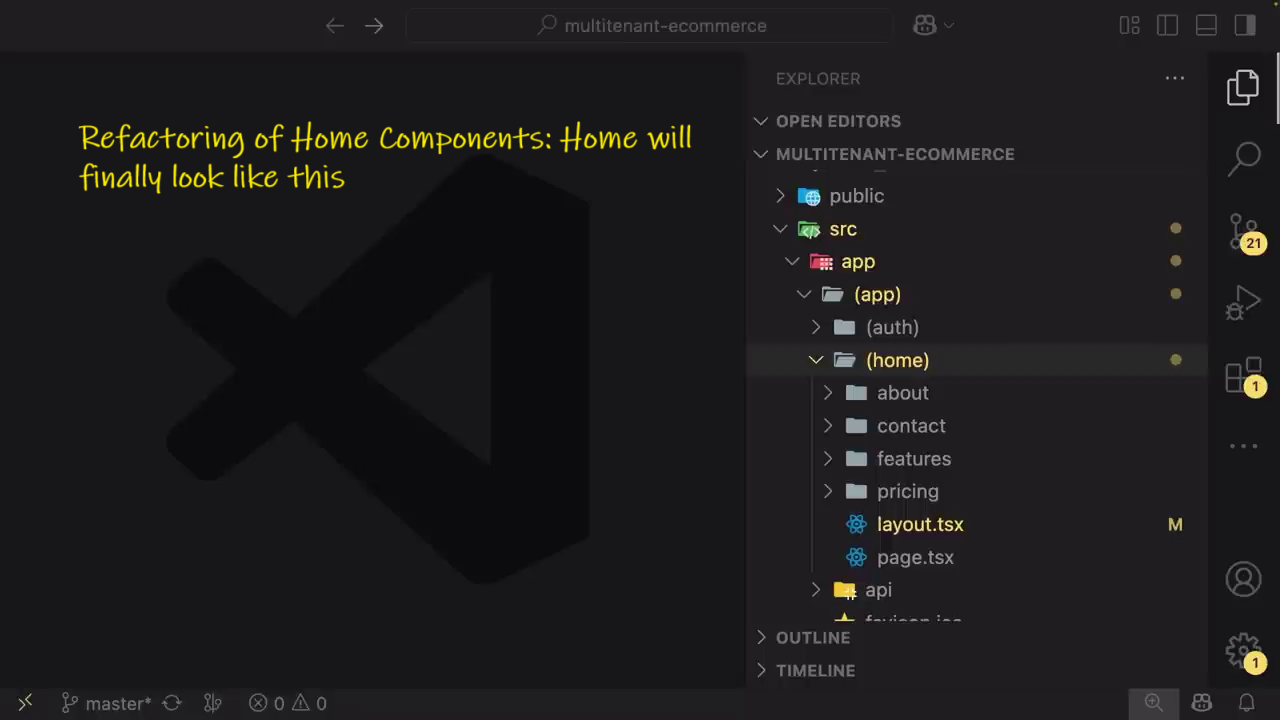 multitenant-ecommerce
Refactoring of Home Components: Home will
finally look like this
EXPLORER
OPEN EDITORS
MULTITENANT-ECOMMERCE
public
src
app
(app)
(auth)
(home)
about
contact
features
pricing
layout.tsx M
page.tsx
api
favicon.ico
OUTLINE
TIMELINE
21
1
1
master* 0 0